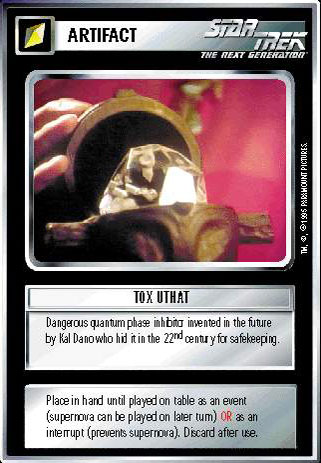 ARTIFACT
STAR TREK
THE NEXT GENERATION
TM, ®, © 1995 PARAMOUNT PICTURES.
TOX UTHAT
Dangerous quantum phase inhibitor invented in the future
by Kal Dano who hid it in the 22nd century for safekeeping.
Place in hand until played on table as an event
(supernova can be played on later turn) OR as an
interrupt (prevents supernova). Discard after use.